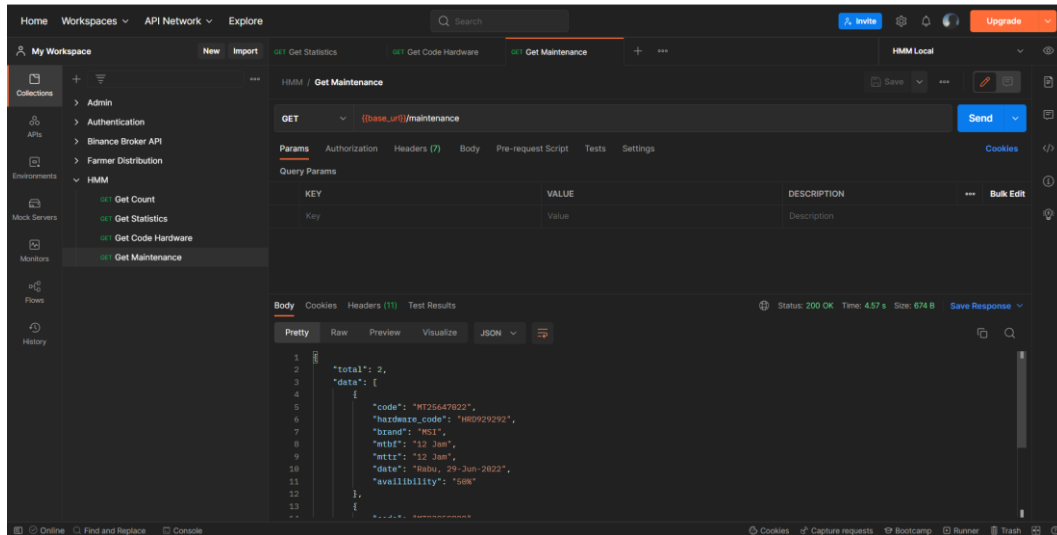 Home Workspaces API Network Explore Search Invite Upgrade
My Workspace New Import GET Get Statistics GET Get Code Hardware GET Get Maintenance HMM Local
Collections
APIs
Environments
Mock Servers
Monitors
Flows
History
Admin
Authentication
Binance Broker API
Farmer Distribution
HMM
GET Get Count
GET Get Statistics
GET Get Code Hardware
GET Get Maintenance
HMM / Get Maintenance Save
GET {{base_url}}/maintenance Send
Params Authorization Headers (7) Body Pre-request Script Tests Settings Cookies
Query Params
KEY VALUE DESCRIPTION Bulk Edit
Key Value Description
Body Cookies Headers (11) Test Results Status: 200 OK Time: 4.57 s Size: 674 B Save Response
Pretty Raw Preview Visualize JSON
1 {
2 "total": 2,
3 "data": [
4 {
5 "code": "MT25647822",
6 "hardware_code": "HRD929292",
7 "brand": "MSI",
8 "mtbf": "12 Jam",
9 "mttr": "12 Jam",
10 "date": "Rabu, 29-Jun-2022",
11 "availibility": "50%"
12 },
13 {
Online Find and Replace Console Cookies Capture requests Bootcamp Runner Trash